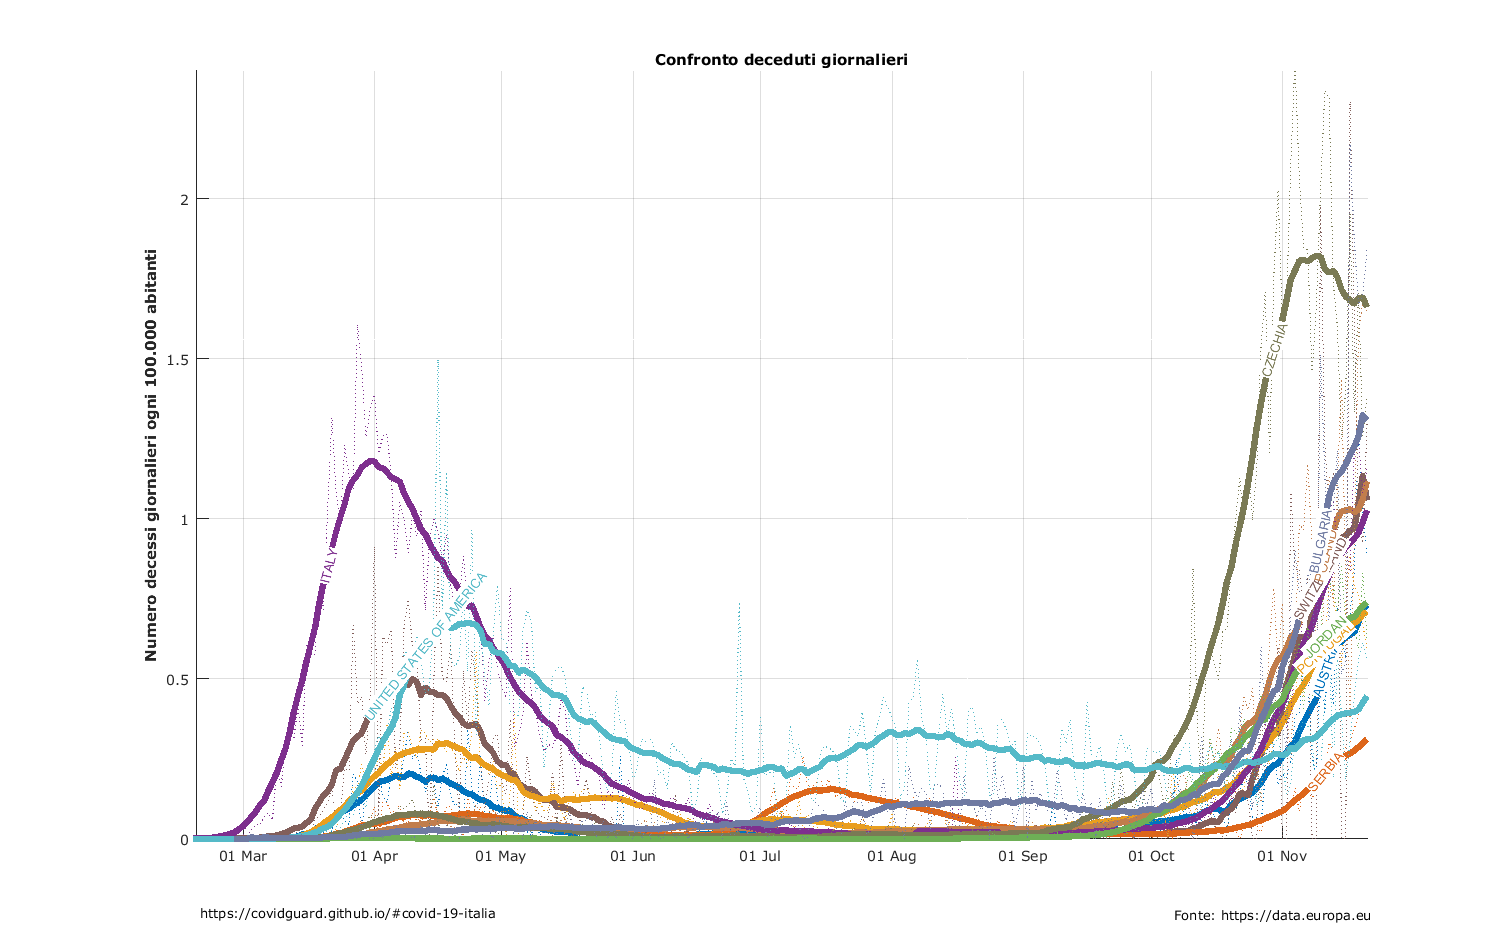 Confronto deceduti giornalieri
Numero decessi giornalieri ogni 100.000 abitanti
2
1.5
1
0.5
0
ITALY
UNITED STATES OF AMERICA
CZECHIA
BULGARIA
JORDAN
SERBIA
01 Mar
01 Apr
01 May
01 Jun
01 Jul
01 Aug
01 Sep
01 Oct
01 Nov
https://covidguard.github.io/#covid-19-italia
Fonte: https://data.europa.eu